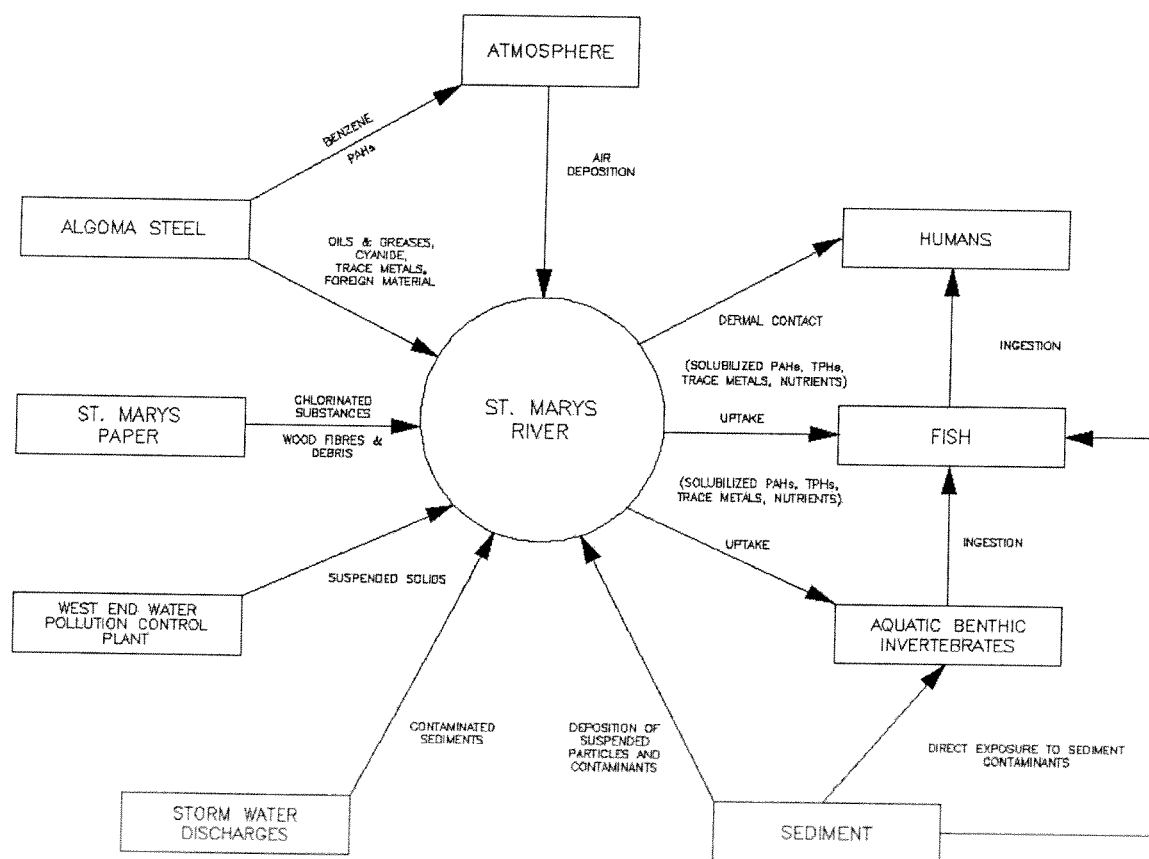 ATMOSPHERE
BENZENE
PAHs
AIR
DEPOSITION
ALGOMA STEEL
OILS & GREASES,
CYANIDE,
TRACE METALS,
FOREIGN MATERIAL
HUMANS
DERMAL CONTACT
INGESTION
(SOLUBILIZED PAHs, TPHs,
TRACE METALS, NUTRIENTS)
ST. MARYS
PAPER
CHLORINATED
SUBSTANCES
WOOD FIBRES &
DEBRIS
ST. MARYS
RIVER
UPTAKE
FISH
(SOLUBILIZED PAHs, TPHs,
TRACE METALS, NUTRIENTS)
UPTAKE
INGESTION
SUSPENDED SOLIDS
WEST END WATER
POLLUTION CONTROL
PLANT
AQUATIC BENTHIC
INVERTEBRATES
CONTAMINATED
SEDIMENTS
DEPOSITION OF
SUSPENDED
PARTICLES AND
CONTAMINANTS
DIRECT EXPOSURE TO SEDIMENT
CONTAMINANTS
STORM WATER
DISCHARGES
SEDIMENT